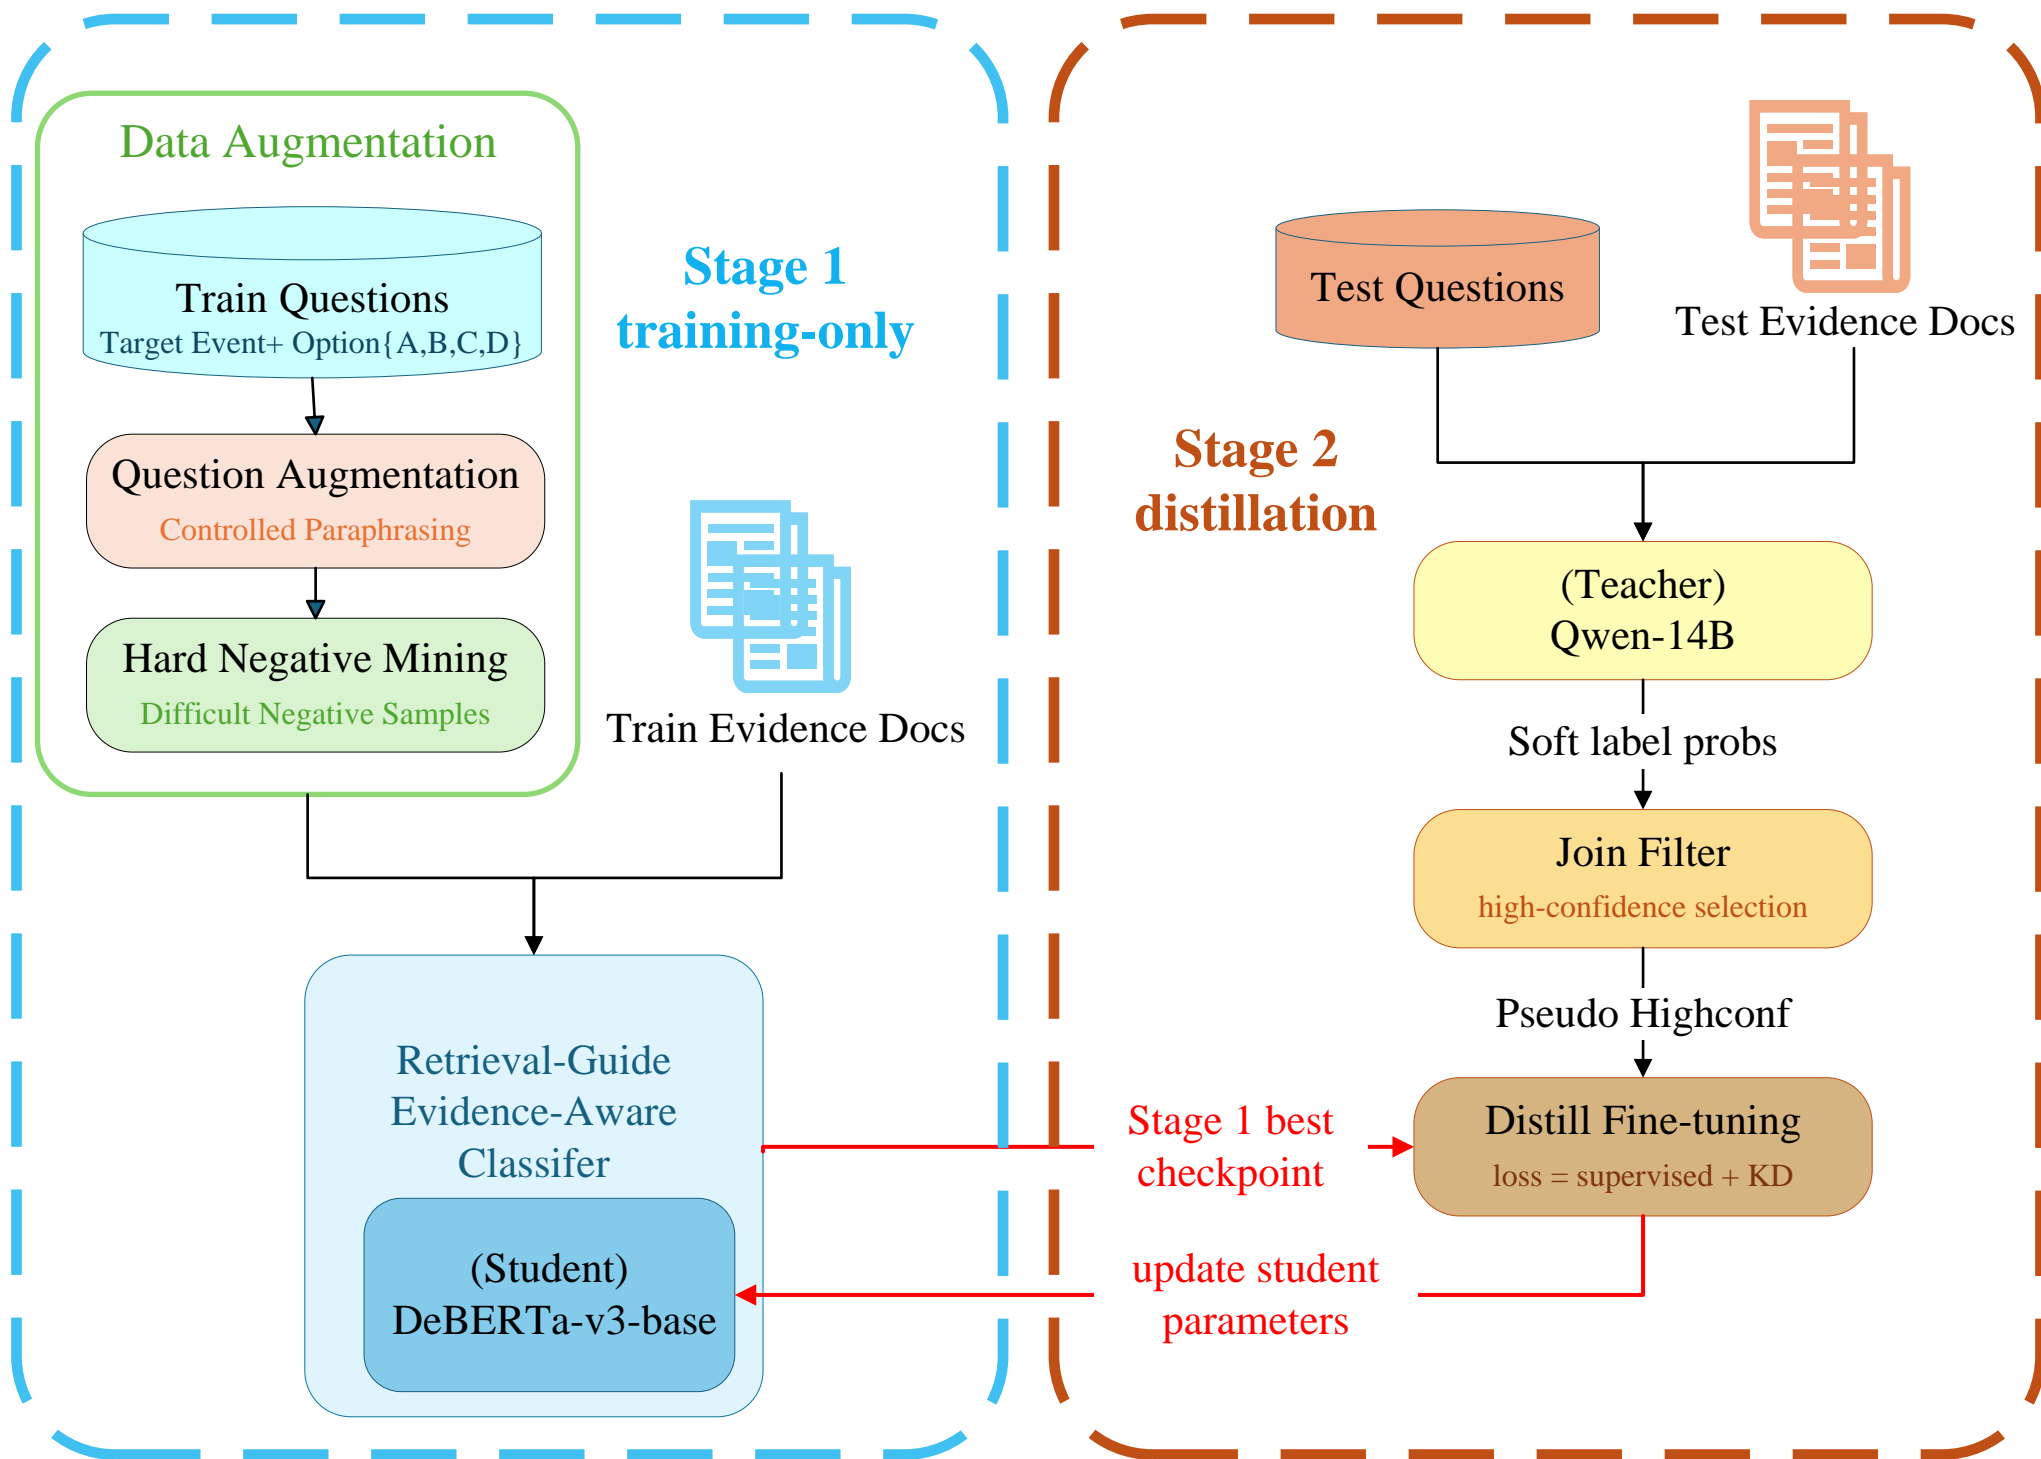 Data Augmentation
Train Questions
Target Event+ Option{A,B,C,D}
Question Augmentation
Controlled Paraphrasing
Hard Negative Mining
Difficult Negative Samples
Stage 1
training-only
Train Evidence Docs
Retrieval-Guide
Evidence-Aware
Classifer
(Student)
DeBERTa-v3-base
Test Questions
Test Evidence Docs
Stage 2
distillation
(Teacher)
Qwen-14B
Soft label probs
Join Filter
high-confidence selection
Pseudo Highconf
Distill Fine-tuning
loss = supervised + KD
Stage 1 best
checkpoint
update student
parameters